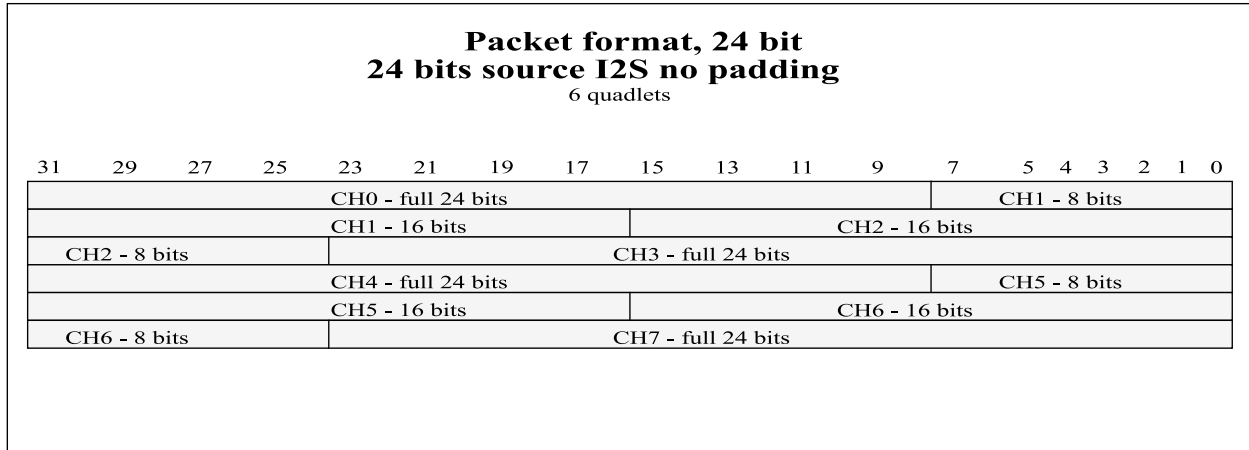 Packet format, 24 bit
24 bits source I2S no padding
6 quadlets
31 29 27 25 23 21 19 17 15 13 11 9 7 5 4 3 2 1 0
CH0 - full 24 bits CH1 - 8 bits
CH1 - 16 bits CH2 - 16 bits
CH2 - 8 bits CH3 - full 24 bits
CH4 - full 24 bits CH5 - 8 bits
CH5 - 16 bits CH6 - 16 bits
CH6 - 8 bits CH7 - full 24 bits